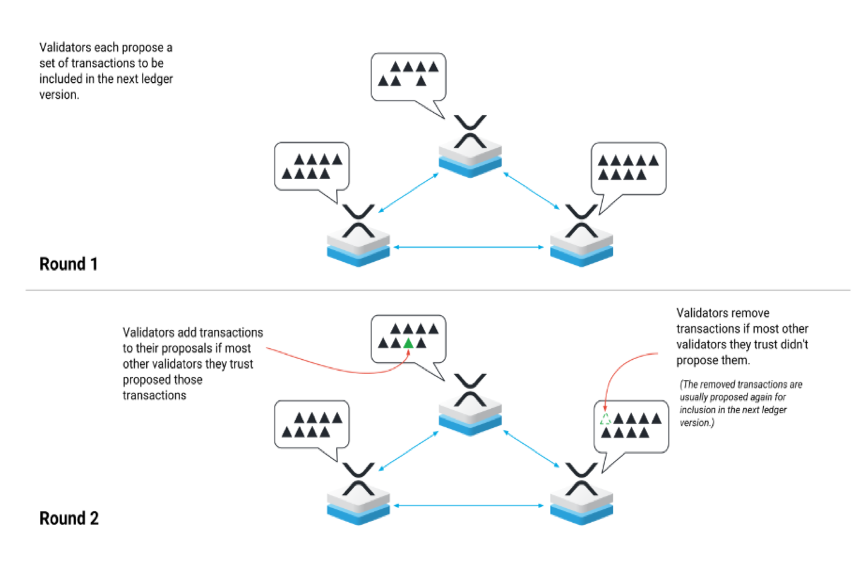 Validators each propose a
set of transactions to be
included in the next ledger
version.
Round 1
Validators add transactions
to their proposals if most
other validators they trust
proposed those
transactions
Validators remove
transactions if most other
validators they trust didn't
propose them.
(The removed transactions are
usually proposed again for
inclusion in the next ledger
version.)
Round 2